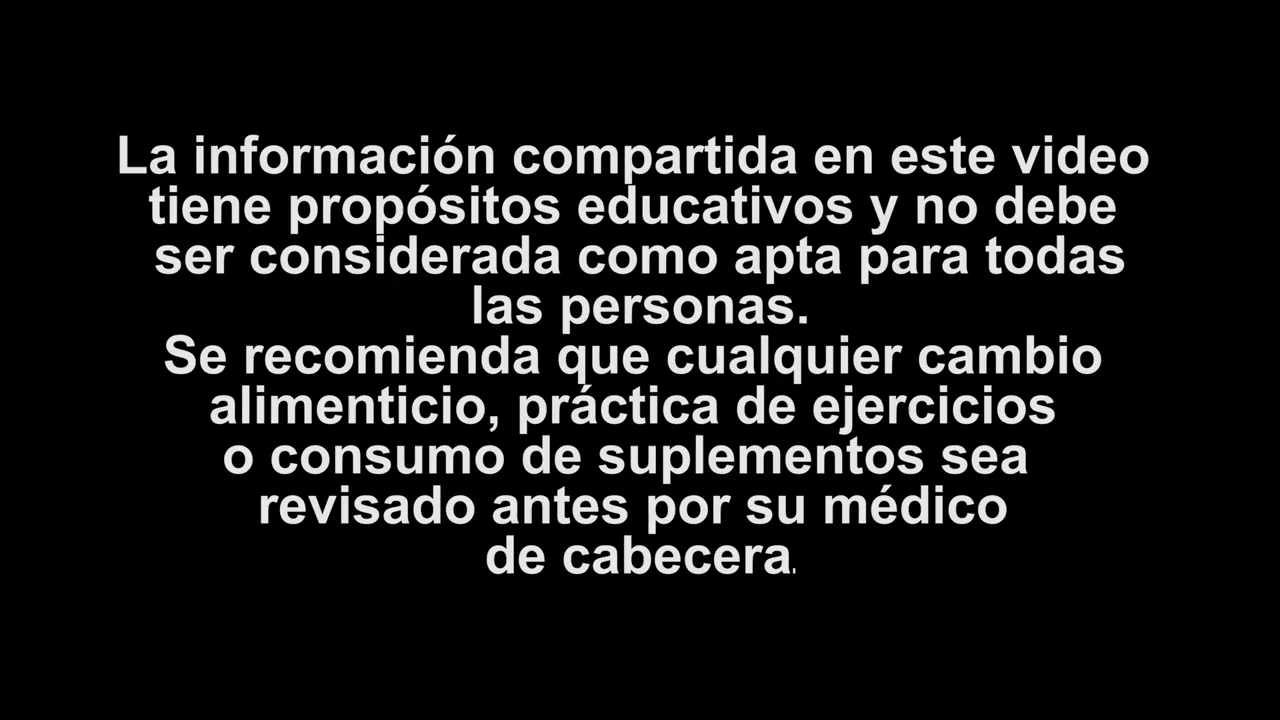 La información compartida en este video
tiene propósitos educativos y no debe
ser considerada como apta para todas
las personas.
Se recomienda que cualquier cambio
alimenticio, práctica de ejercicios
o consumo de suplementos sea
revisado antes por su médico
de cabecera.